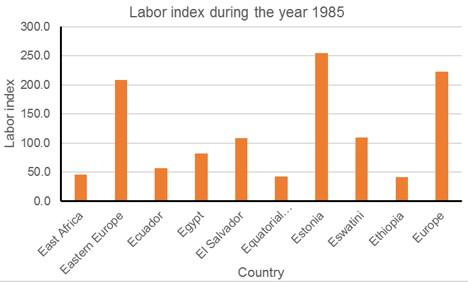 Labor index during the year 1985
300.0
250.0
200.0
150.0
100.0
50.0
0.0
Labor index
East Africa
Eastern Europe
Ecuador
Egypt
El Salvador
Equatorial...
Estonia
Eswatini
Ethiopia
Europe
Country